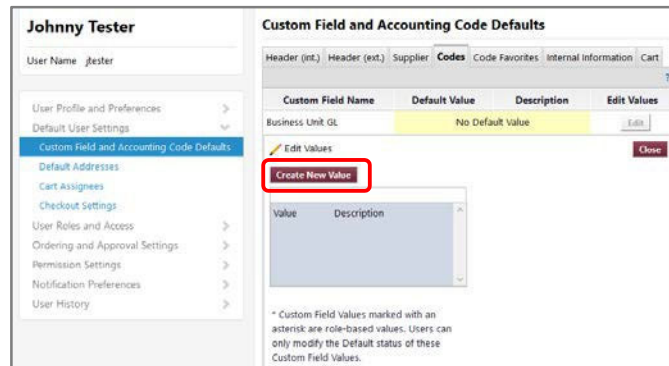 Johnny Tester
User Name jtester
User Profile and Preferences
Default User Settings
Custom Field and Accounting Code Defaults
Default Addresses
Cart Assignees
Checkout Settings
User Roles and Access
Ordering and Approval Settings
Permission Settings
Notification Preferences
User History
Custom Field and Accounting Code Defaults
Header (int.) Header (ext.) Supplier Codes Code Favorites Internal Information Cart
?
Custom Field Name Default Value Description Edit Values
Business Unit GL No Default Value Edit
Edit Values Close
Create New Value
Value Description
* Custom Field Values marked with an
asterisk are role-based values. Users can
only modify the Default status of these
Custom Field Values.